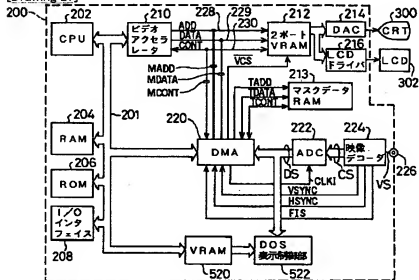 200
202
CPU
210
ビデオ
アクセラ
レータ
ADD
DATA
CONT
228
229
230
212
2ポート
VRAM
214
DAC
216
LCD
ドライバ
300
CRT
LCD
302
MADD
MDATA
MCONT
VCS
TADD
TDATA
TCONT
213
マスクデータ
RAM
204
RAM
201
206
ROM
I/O
インタ
フェイス
208
220
DMA
222
ADC
224
映像
デコーダ
226
DS
CS
VS
CLKI
VSYNC
HSYNC
FIS
VRAM
520
DOS
表示制御部
522